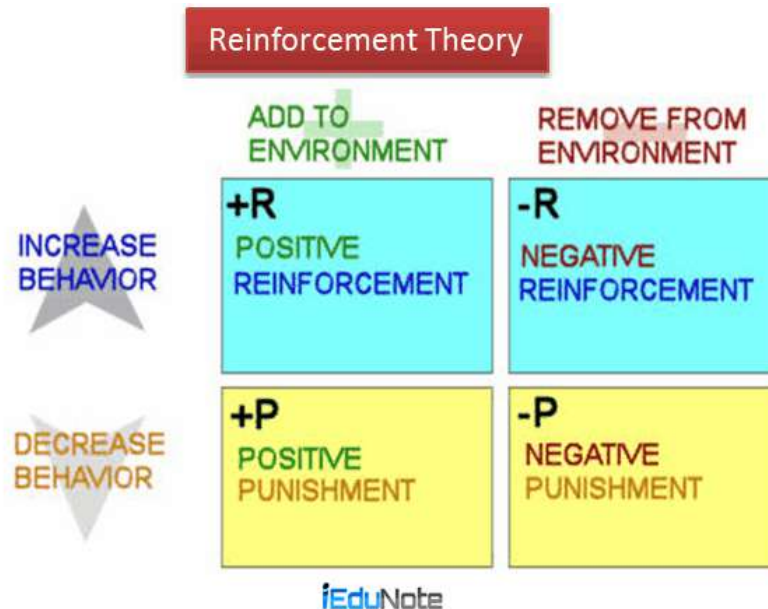 Reinforcement Theory
ADD TO
ENVIRONMENT
REMOVE FROM
ENVIRONMENT
INCREASE
BEHAVIOR
+R
POSITIVE
REINFORCEMENT
-R
NEGATIVE
REINFORCEMENT
DECREASE
BEHAVIOR
+P
POSITIVE
PUNISHMENT
-P
NEGATIVE
PUNISHMENT
iEduNote